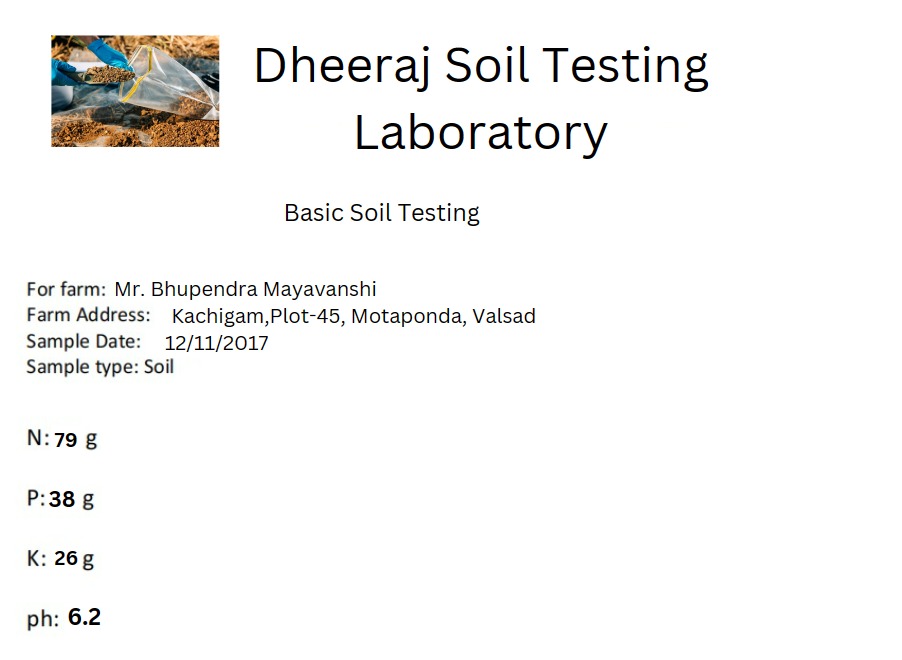 Dheeraj Soil Testing
Laboratory
Basic Soil Testing
For farm: Mr. Bhupendra Mayavanshi
Farm Address: Kachigam,Plot-45, Motaponda, Valsad
Sample Date: 12/11/2017
Sample type: Soil
N: 79 g
P: 38 g
K: 26 g
ph: 6.2